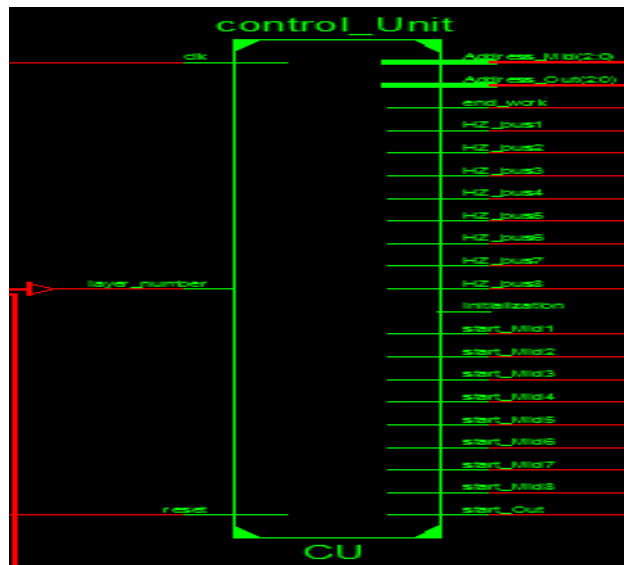 control_Unit
clk
layer_number
reset
Address_Mid(2:0)
Address_Out(2:0)
end_work
HZ_bus1
HZ_bus2
HZ_bus3
HZ_bus4
HZ_bus5
HZ_bus6
HZ_bus7
HZ_bus8
Initialization
start_Mid1
start_Mid2
start_Mid3
start_Mid4
start_Mid5
start_Mid6
start_Mid7
start_Mid8
start_Out
CU